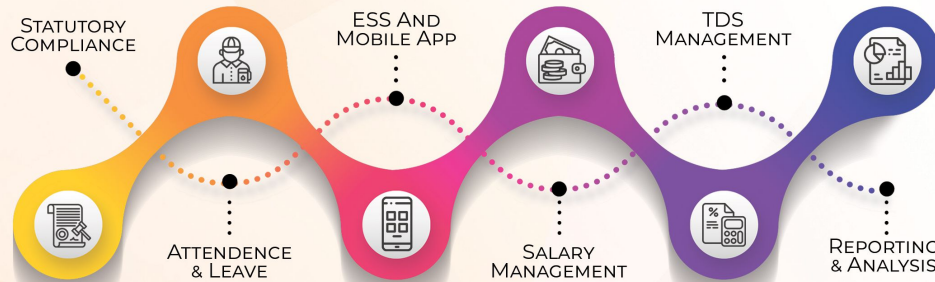 STATUTORY
COMPLIANCE
ATTENDENCE
& LEAVE
ESS AND
MOBILE APP
SALARY
MANAGEMENT
TDS
MANAGEMENT
REPORTING
& ANALYSIS
%